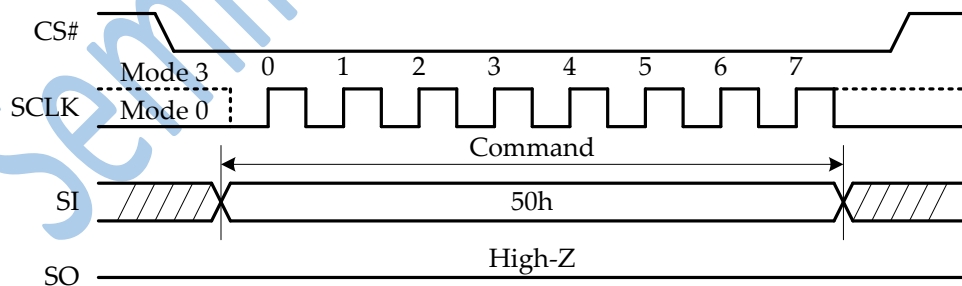 CS#
Mode 3 0 1 2 3 4 5 6 7
SCLK Mode 0
Command
SI 50h
High-Z
SO